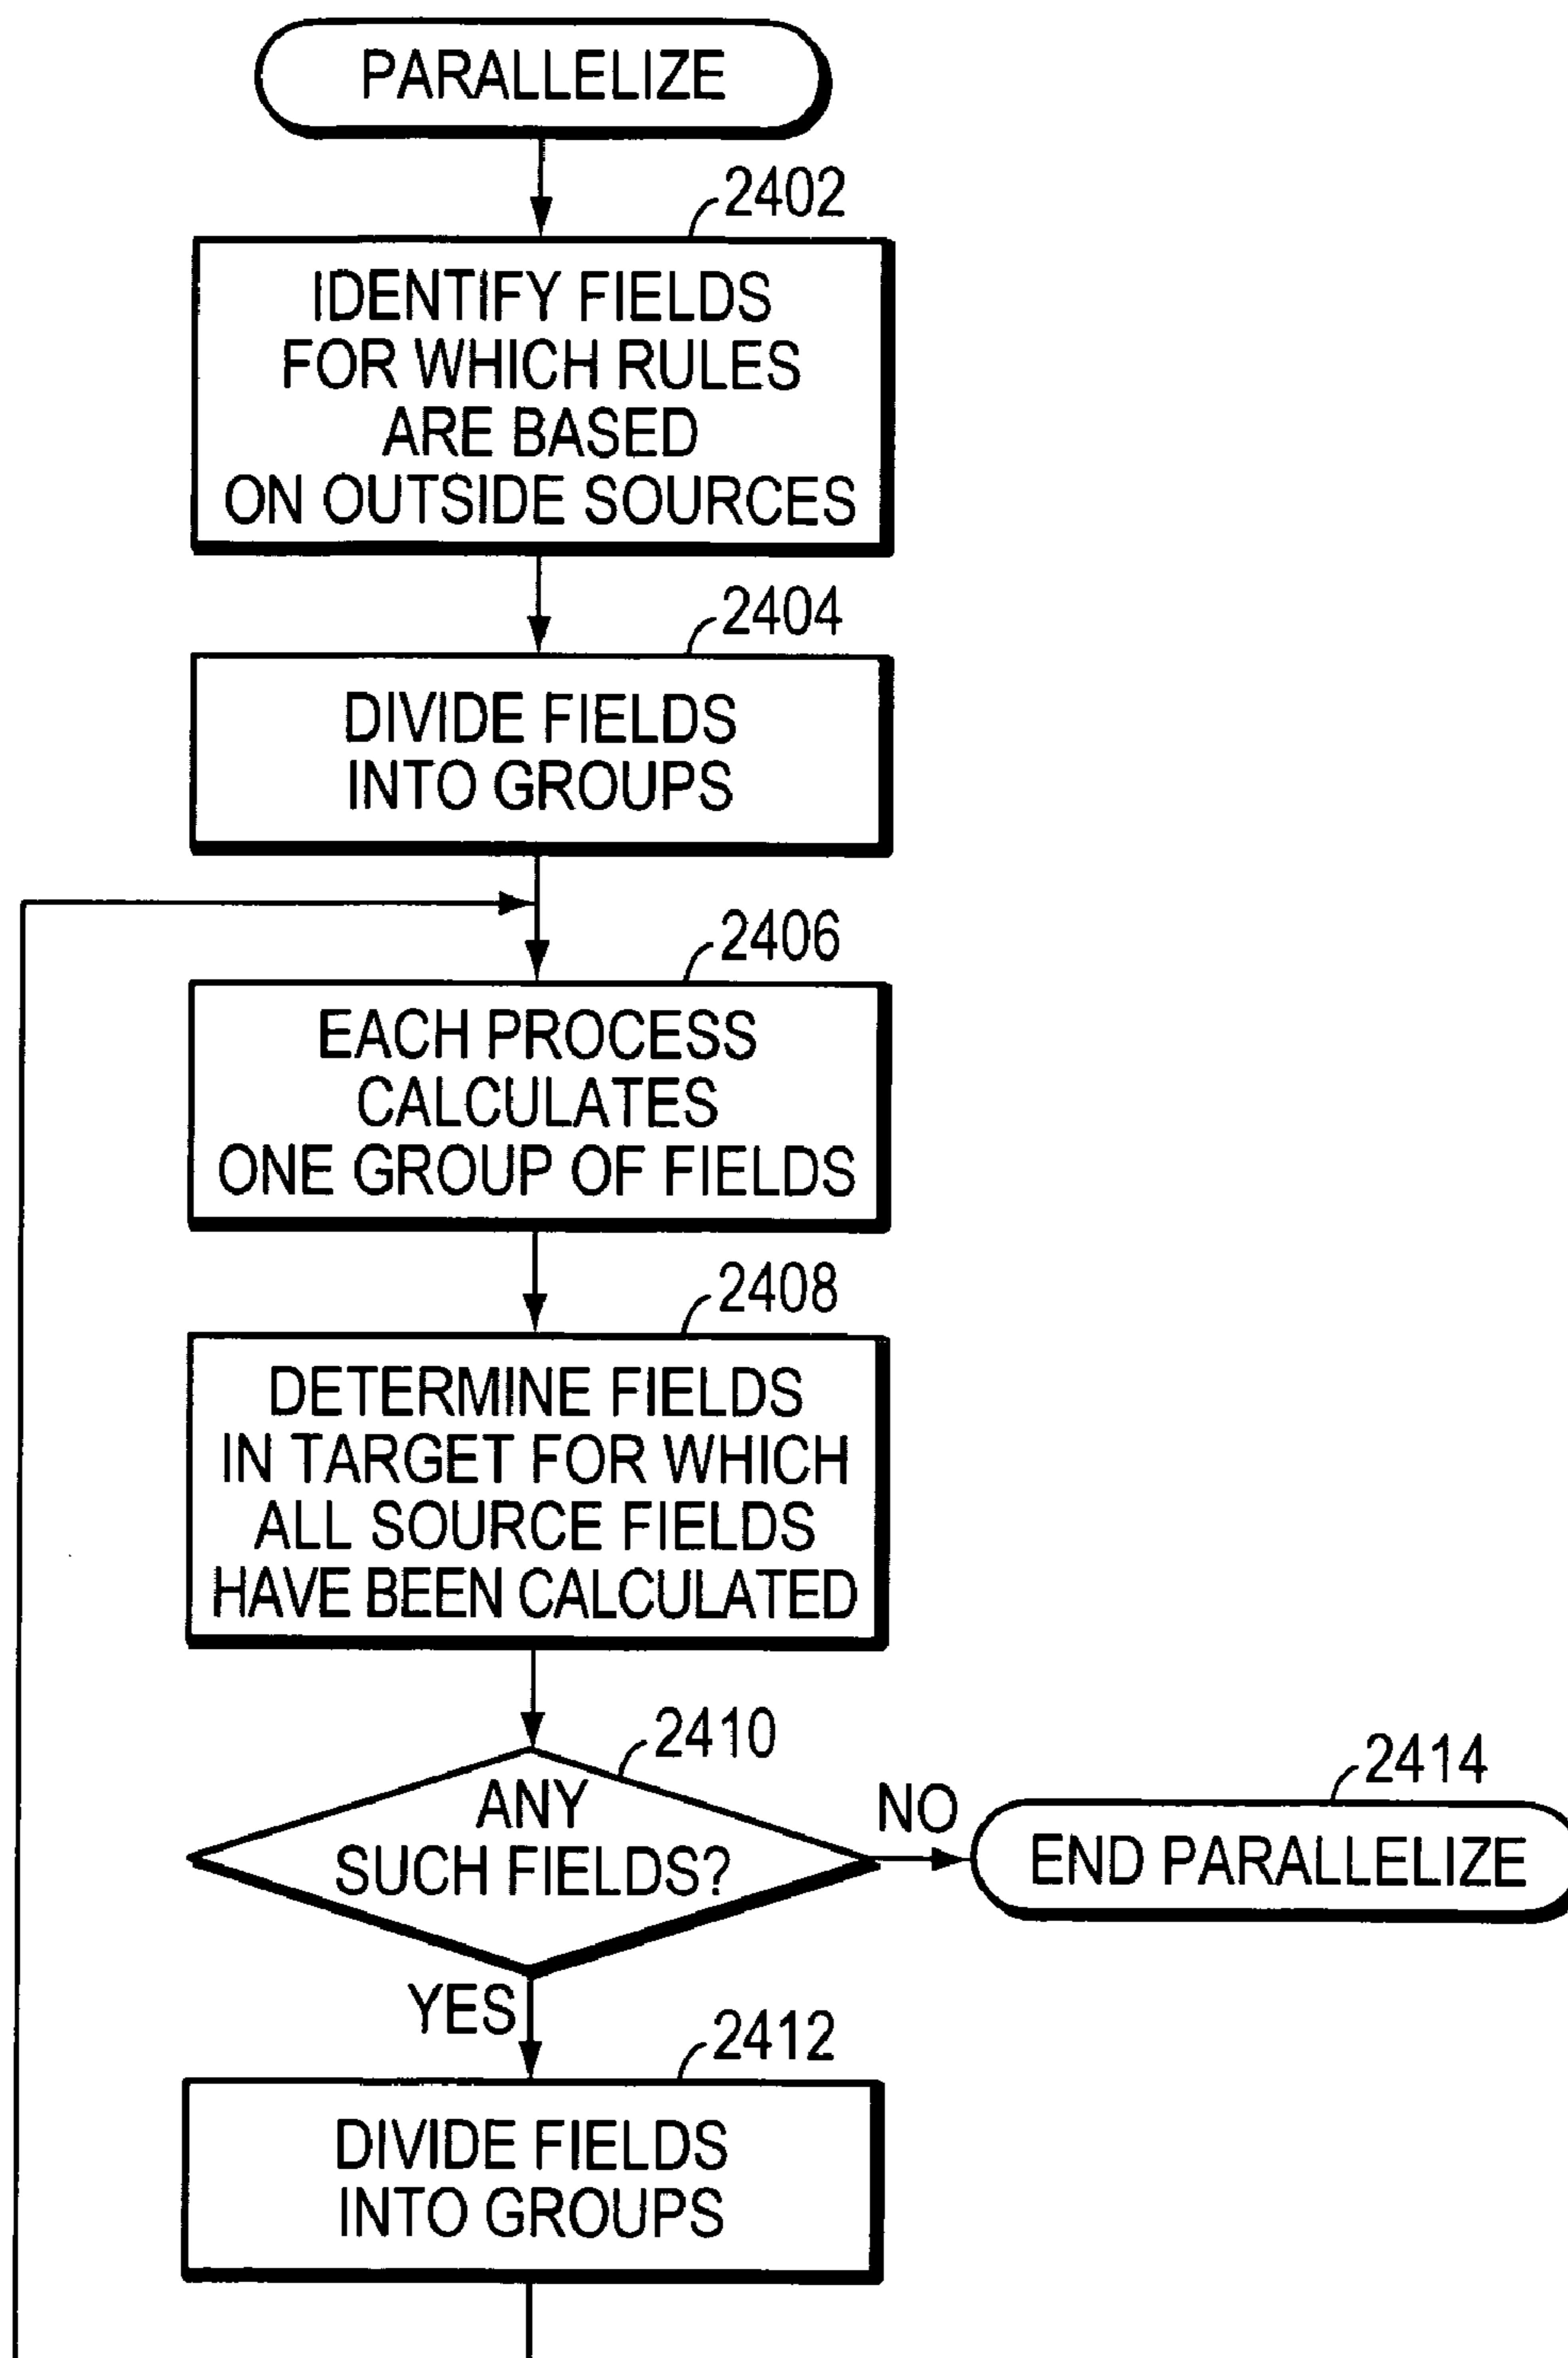 PARALLELIZE
2402
IDENTIFY FIELDS
FOR WHICH RULES
ARE BASED
ON OUTSIDE SOURCES
2404
DIVIDE FIELDS
INTO GROUPS
2406
EACH PROCESS
CALCULATES
ONE GROUP OF FIELDS
2408
DETERMINE FIELDS
IN TARGET FOR WHICH
ALL SOURCE FIELDS
HAVE BEEN CALCULATED
2410
ANY
SUCH FIELDS?
NO
2414
END PARALLELIZE
YES
2412
DIVIDE FIELDS
INTO GROUPS